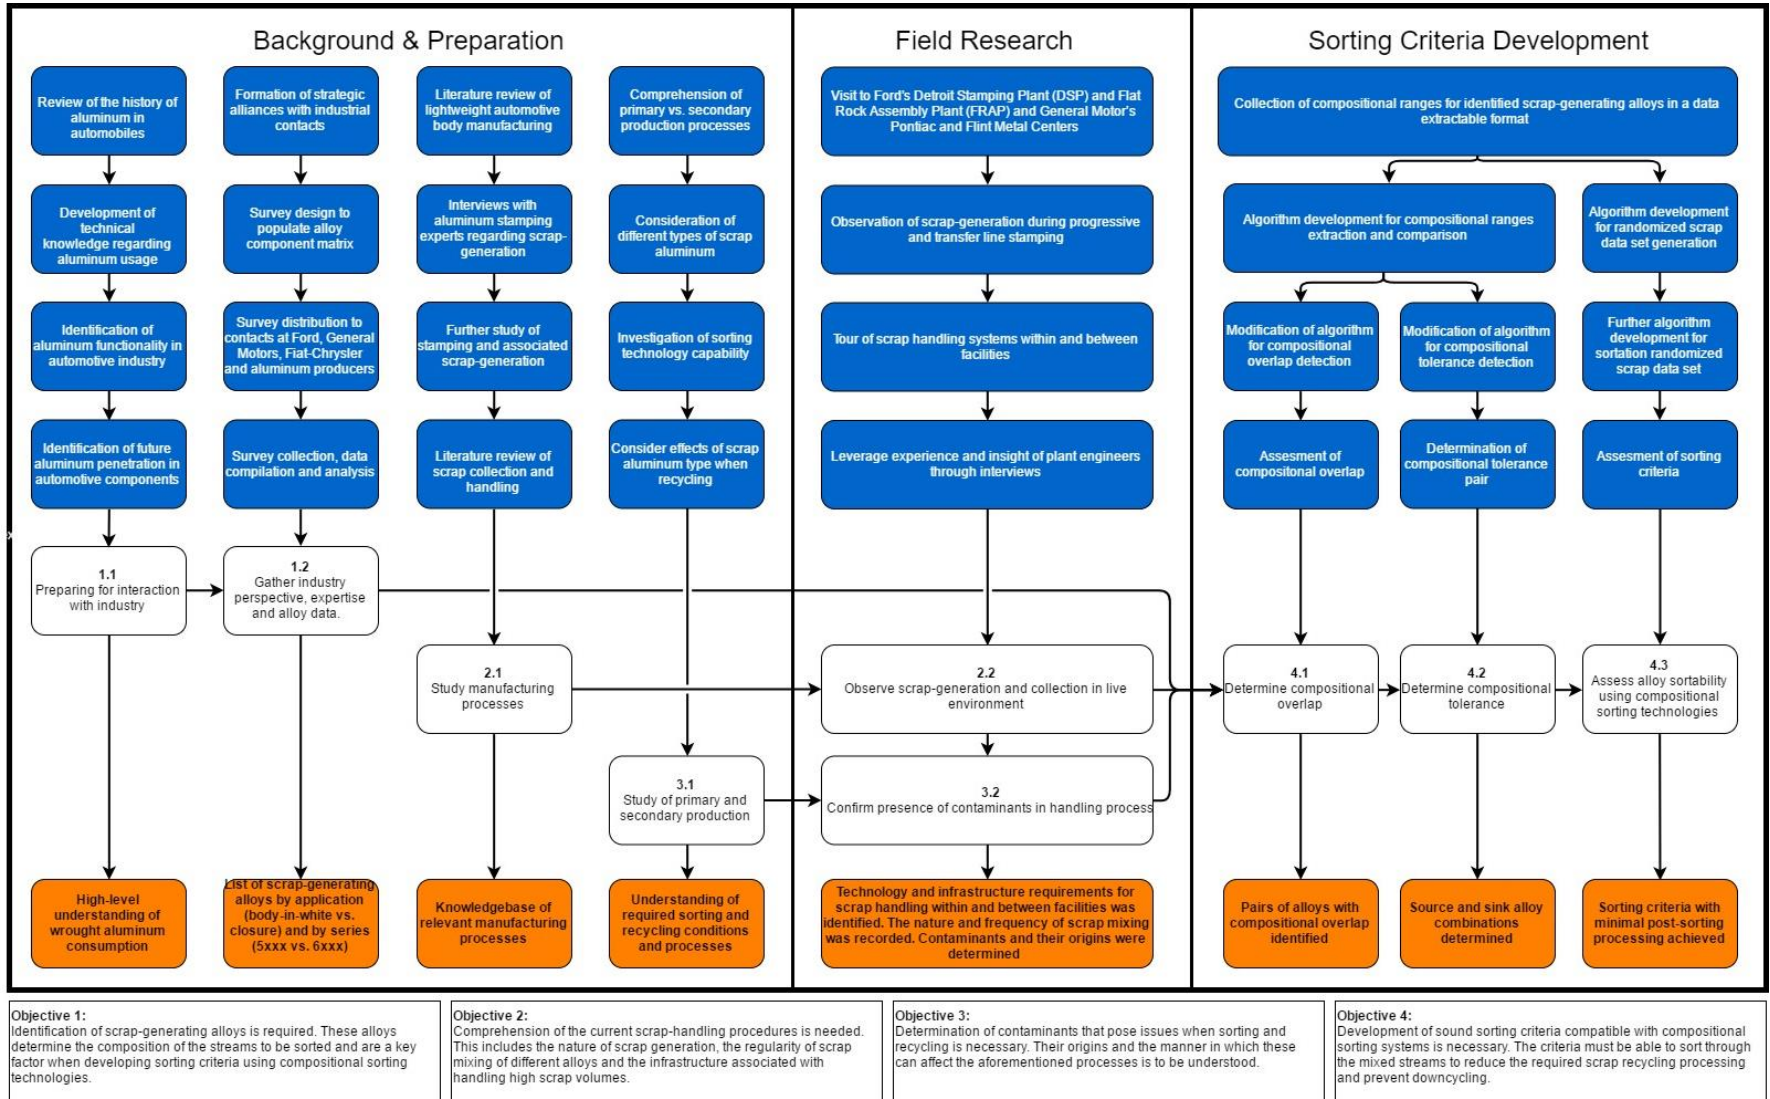 Background & Preparation
Field Research
Sorting Criteria Development
Review of the history of
aluminum in
automobiles
Formation of strategic
alliances with industrial
contacts
Literature review of
lightweight automotive
body manufacturing
Comprehension of
primary vs. secondary
production processes
Visit to Ford's Detroit Stamping Plant (DSP) and Flat
Rock Assembly Plant (FRAP) and General Motor's
Pontiac and Flint Metal Centers
Collection of compositional ranges for identified scrap-generating alloys in a data
extractable format
Development of
technical
knowledge regarding
aluminum usage
Survey design to
populate alloy
component matrix
Interviews with
aluminum stamping
experts regarding scrap-
generation
Consideration of
different types of scrap
aluminum
Observation of scrap-generation during progressive
and transfer line stamping
Algorithm development for compositional ranges
extraction and comparison
Algorithm development
for randomized scrap
data set generation
Identification of
aluminum functionality in
automotive industry
Survey distribution to
contacts at Ford, General
Motors, Fiat-Chrysler
and aluminum producers
Further study of
stamping and associated
scrap-generation
Investigation of sorting
technology capability
Tour of scrap handling systems within and between
facilities
Modification of algorithm
for compositional
overlap detection
Modification of algorithm
for compositional
tolerance detection
Further algorithm
development for
sortation randomized
scrap data set
Identification of future
aluminum penetration in
automotive components
Survey collection, data
compilation and analysis
Literature review of
scrap collection and
handling
Consider effects of scrap
aluminum type when
recycling
Leverage experience and insight of plant engineers
through interviews
Assesment of
compositonal overlap
Determination of
compositional tolerance
pair
Assesment of sorting
criteria
1.1
Preparing for interaction
with industry
1.2
Gather industry
perspective, expertise
and alloy data.
2.1
Study manufacturing
processes
2.2
Observe scrap-generation and collection in live
environment
4.1
Determine compositional
overlap
4.2
Determine compositional
tolerance
4.3
Assess alloy sortability
using compositional
sorting technologies
3.1
Study of primary and
secondary production
3.2
Confirm presence of contaminants in handling process
High-level
understanding of
wrought aluminum
consumption
List of scrap-generating
alloys by application
(body-in-white vs.
closure) and by series
(5xxx vs. 6xxx)
Knowledgebase of
relevant manufacturing
processes
Understanding of
required sorting and
recycling conditions
and processes
Technology and infrastructure requirements for
scrap handling within and between facilities was
identified. The nature and frequency of scrap mixing
was recorded. Contaminants and their origins were
determined
Pairs of alloys with
compositional overlap
identified
Source and sink alloy
combinations
determined
Sorting criteria with
minimal post-sorting
processing achieved
Objective 1:
Identification of scrap-generating alloys is required. These alloys
determine the composition of the streams to be sorted and are a key
factor when developing sorting criteria using compositional sorting
technologies.
Objective 2:
Comprehension of the current scrap-handling procedures is needed.
This includes the nature of scrap generation, the regularity of scrap
mixing of different alloys and the infrastructure associated with
handling high scrap volumes.
Objective 3:
Determination of contaminants that pose issues when sorting and
recycling is necessary. Their origins and the manner in which these
can affect the aforementioned processes is to be understood.
Objective 4:
Development of sound sorting criteria compatible with compositional
sorting systems is necessary. The criteria must be able to sort through
the mixed streams to reduce the required scrap recycling processing
and prevent downcycling.